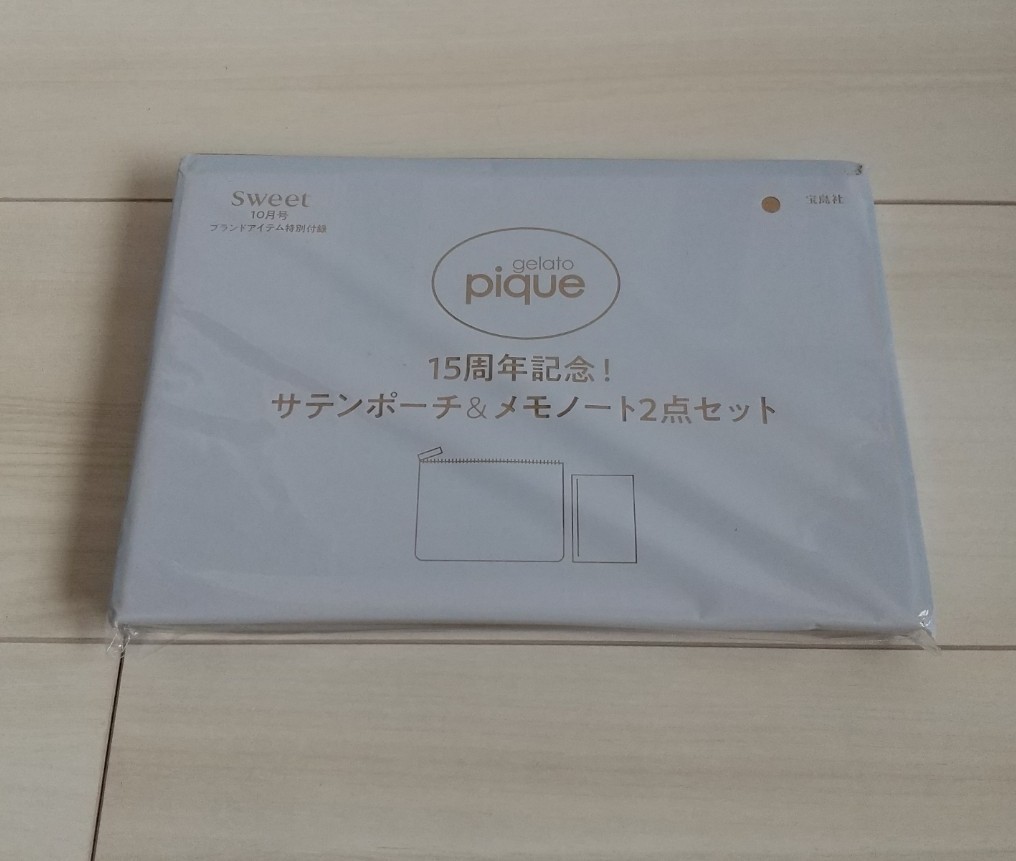 sweet
10月号
ブランドアイテム特別付録
宝島社
gelato
pique
15周年記念!
サテンポーチ&メモノート2点セット